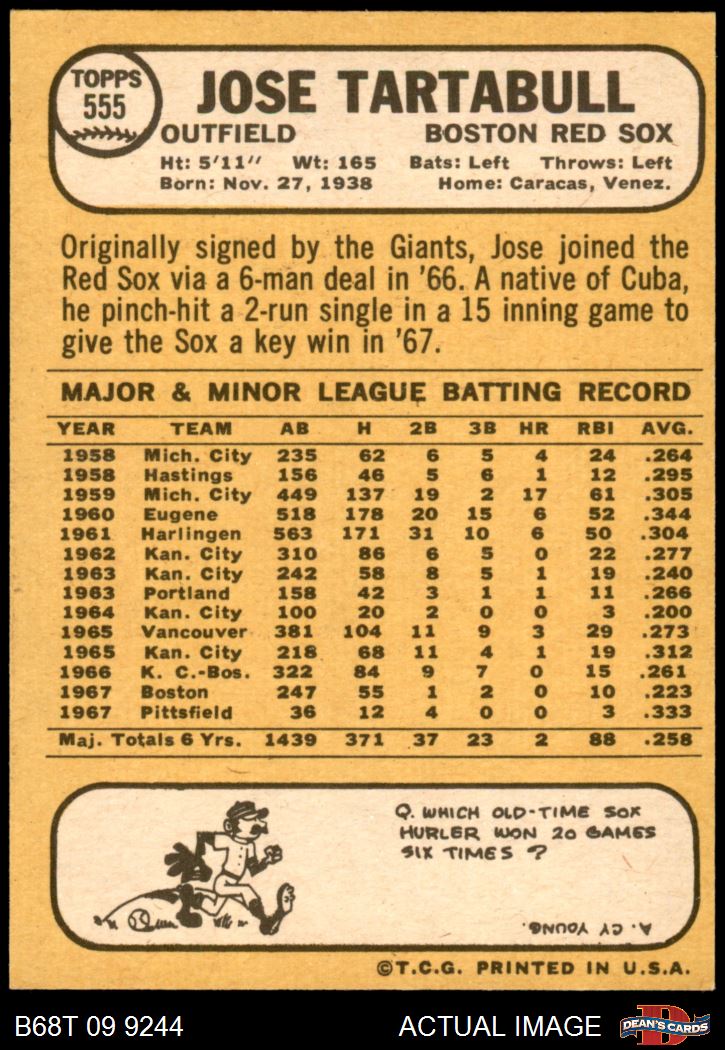 TOPPS
555
JOSE TARTABULL
OUTFIELD BOSTON RED SOX
Ht: 5'11" Wt: 165 Bats: Left Throws: Left
Born: Nov. 27, 1938 Home: Caracas, Venez.
Originally signed by the Giants, Jose joined the
Red Sox via a 6-man deal in '66. A native of Cuba,
he pinch-hit a 2-run single in a 15 inning game to
give the Sox a key win in '67.
MAJOR & MINOR LEAGUE BATTING RECORD
YEAR TEAM AB H 2B 3B HR RBI AVG.
1958 Mich. City 235 62 6 5 4 24 .264
1958 Hastings 156 46 5 6 1 12 .295
1959 Mich. City 449 137 19 2 17 61 .305
1960 Eugene 518 178 20 15 6 52 .344
1961 Harlingen 563 171 31 10 6 50 .304
1962 Kan. City 310 86 6 5 0 22 .277
1963 Kan. City 242 58 8 5 1 19 .240
1963 Portland 158 42 3 1 1 11 .266
1964 Kan. City 100 20 2 0 0 3 .200
1965 Vancouver 381 104 11 9 3 29 .273
1965 Kan. City 218 68 11 4 1 19 .312
1966 K. C.-Bos. 322 84 9 7 0 15 .261
1967 Boston 247 55 1 2 0 10 .223
1967 Pittsfield 36 12 4 0 0 3 .333
Maj. Totals 6 Yrs. 1439 371 37 23 2 88 .258
Q. WHICH OLD-TIME SOX
HURLER WON 20 GAMES
SIX TIMES ?
A. CY YOUNG.
©T.C.G. PRINTED IN U.S.A.
B68T 09 9244 ACTUAL IMAGE DEAN'S CARDS